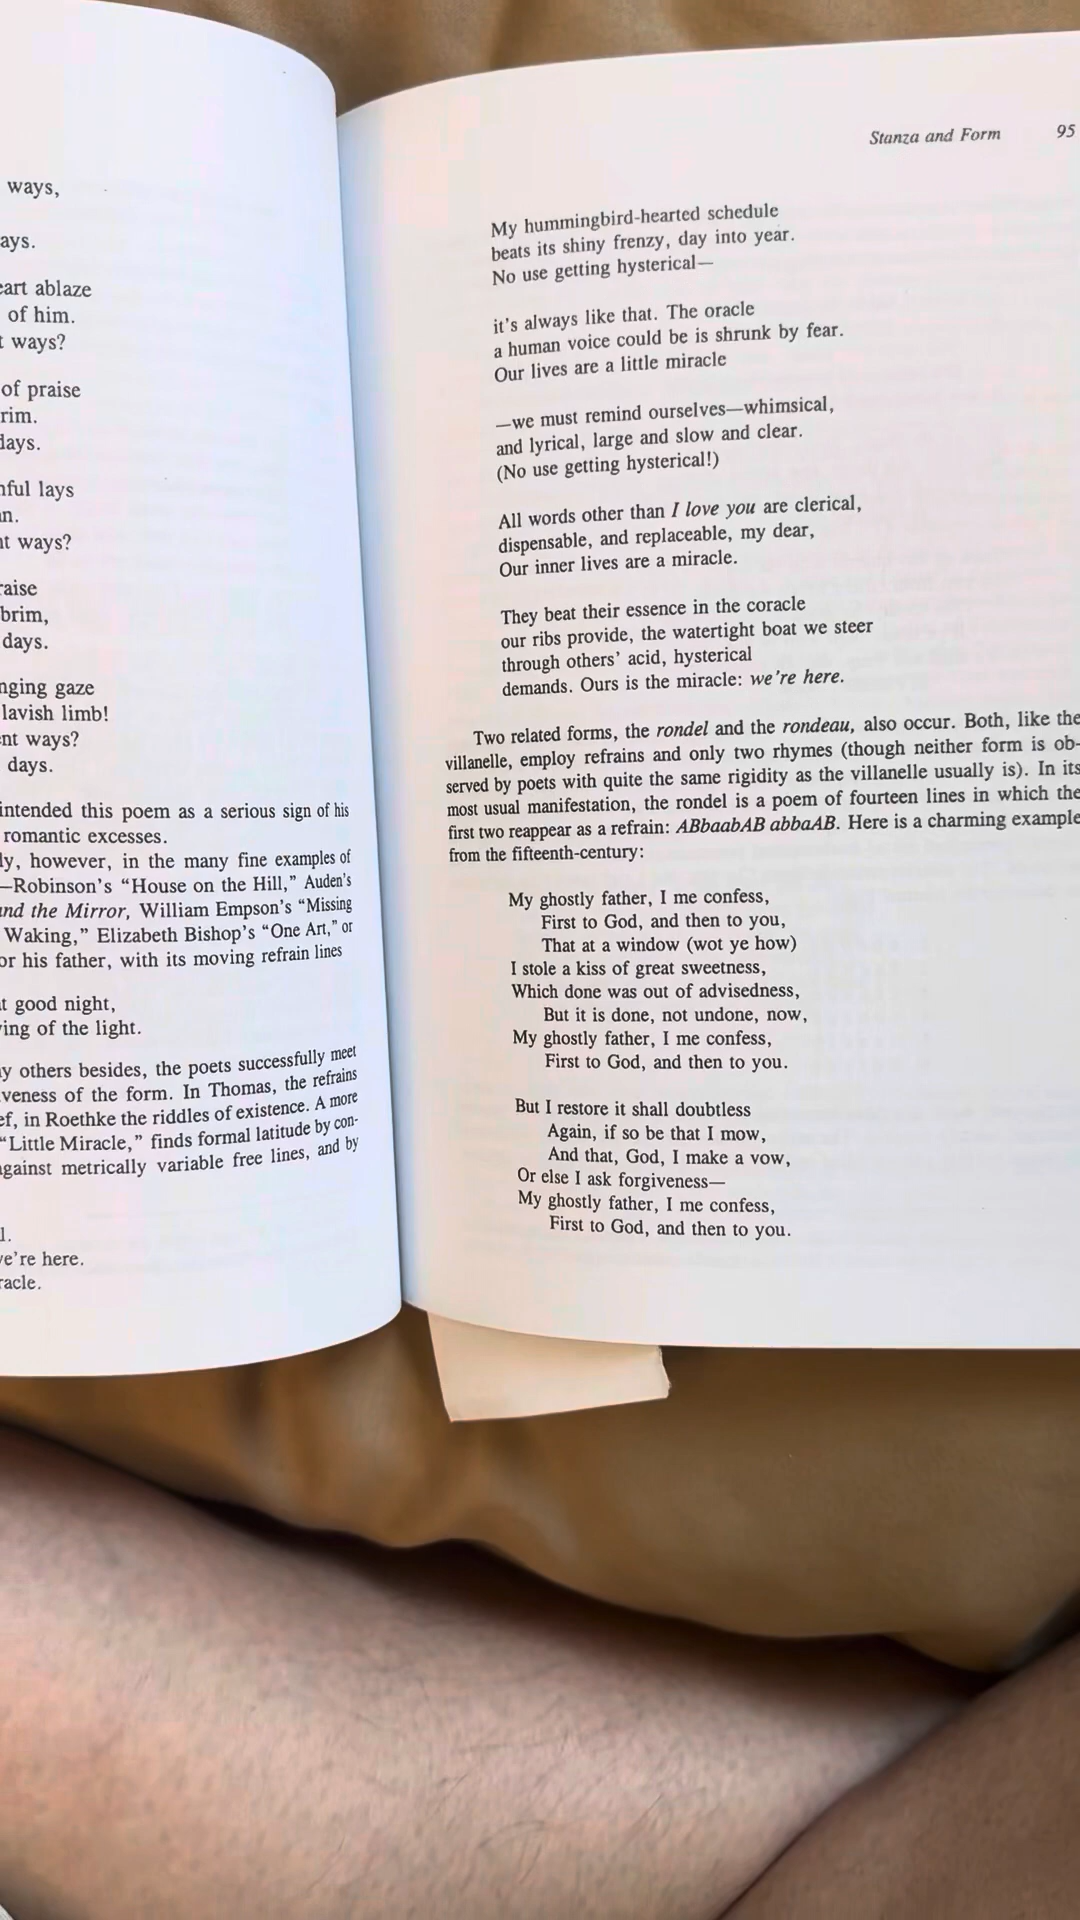 ways,
ays.
eart ablaze
of him.
t ways?
of praise
rim.
days.
nful lays
an.
nt ways?
raise
brim,
days.
nging gaze
lavish limb!
ent ways?
days.
intended this poem as a serious sign of his
romantic excesses.
ly, however, in the many fine examples of
—Robinson's “House on the Hill,” Auden's
and the Mirror, William Empson's “Missing
Waking,” Elizabeth Bishop's “One Art,” or
or his father, with its moving refrain lines
t good night,
ying of the light.
ny others besides, the poets successfully meet
veness of the form. In Thomas, the refrains
ef, in Roethke the riddles of existence. A more
“Little Miracle,” finds formal latitude by con-
against metrically variable free lines, and by
l.
ve're here.
racle.
Stanza and Form 95
My hummingbird-hearted schedule
beats its shiny frenzy, day into year.
No use getting hysterical—
it's always like that. The oracle
a human voice could be is shrunk by fear.
Our lives are a little miracle
—we must remind ourselves—whimsical,
and lyrical, large and slow and clear.
(No use getting hysterical!)
All words other than I love you are clerical,
dispensable, and replaceable, my dear,
Our inner lives are a miracle.
They beat their essence in the coracle
our ribs provide, the watertight boat we steer
through others' acid, hysterical
demands. Ours is the miracle: we're here.
Two related forms, the rondel and the rondeau, also occur. Both, like the
villanelle, employ refrains and only two rhymes (though neither form is ob-
served by poets with quite the same rigidity as the villanelle usually is). In its
most usual manifestation, the rondel is a poem of fourteen lines in which the
first two reappear as a refrain: ABbaabAB abbaAB. Here is a charming example
from the fifteenth-century:
My ghostly father, I me confess,
First to God, and then to you,
That at a window (wot ye how)
I stole a kiss of great sweetness,
Which done was out of advisedness,
But it is done, not undone, now,
My ghostly father, I me confess,
First to God, and then to you.
But I restore it shall doubtless
Again, if so be that I mow,
And that, God, I make a vow,
Or else I ask forgiveness—
My ghostly father, I me confess,
First to God, and then to you.